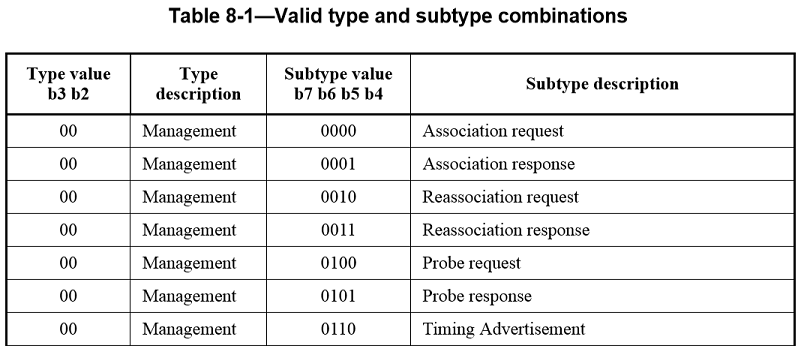 Table 8-1—Valid type and subtype combinations
Type value b3 b2 Type description Subtype value b7 b6 b5 b4 Subtype description
00 Management 0000 Association request
00 Management 0001 Association response
00 Management 0010 Reassociation request
00 Management 0011 Reassociation response
00 Management 0100 Probe request
00 Management 0101 Probe response
00 Management 0110 Timing Advertisement